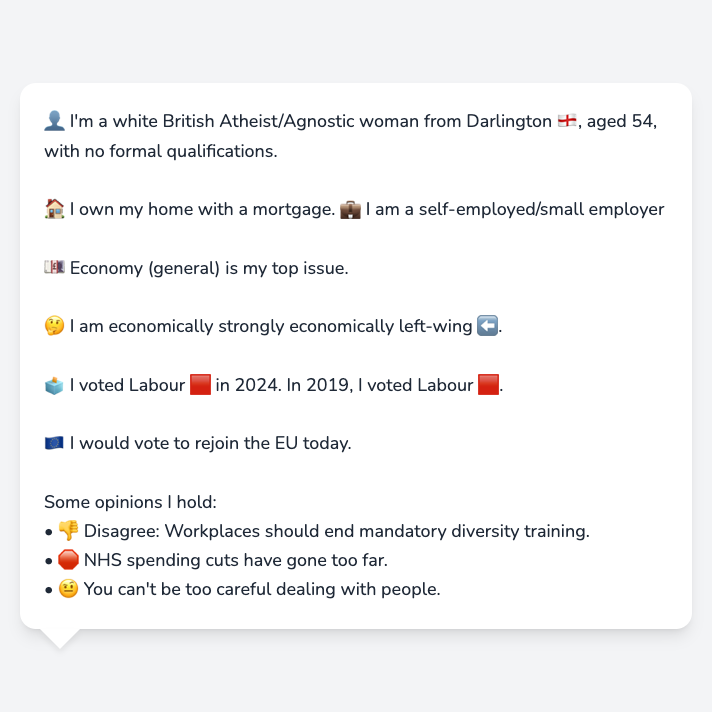 👤 I'm a white British Atheist/Agnostic woman from Darlington 🏴󠁧󠁢󠁥󠁮󠁧󠁿, aged 54,
with no formal qualifications.
🏠 I own my home with a mortgage. 💼 I am a self-employed/small employer
💷 Economy (general) is my top issue.
🤔 I am economically strongly economically left-wing ⬅️.
🗳️ I voted Labour 🟥 in 2024. In 2019, I voted Labour 🟥.
🇪🇺 I would vote to rejoin the EU today.
Some opinions I hold:
• 👎 Disagree: Workplaces should end mandatory diversity training.
• 🛑 NHS spending cuts have gone too far.
• 🤨 You can't be too careful dealing with people.